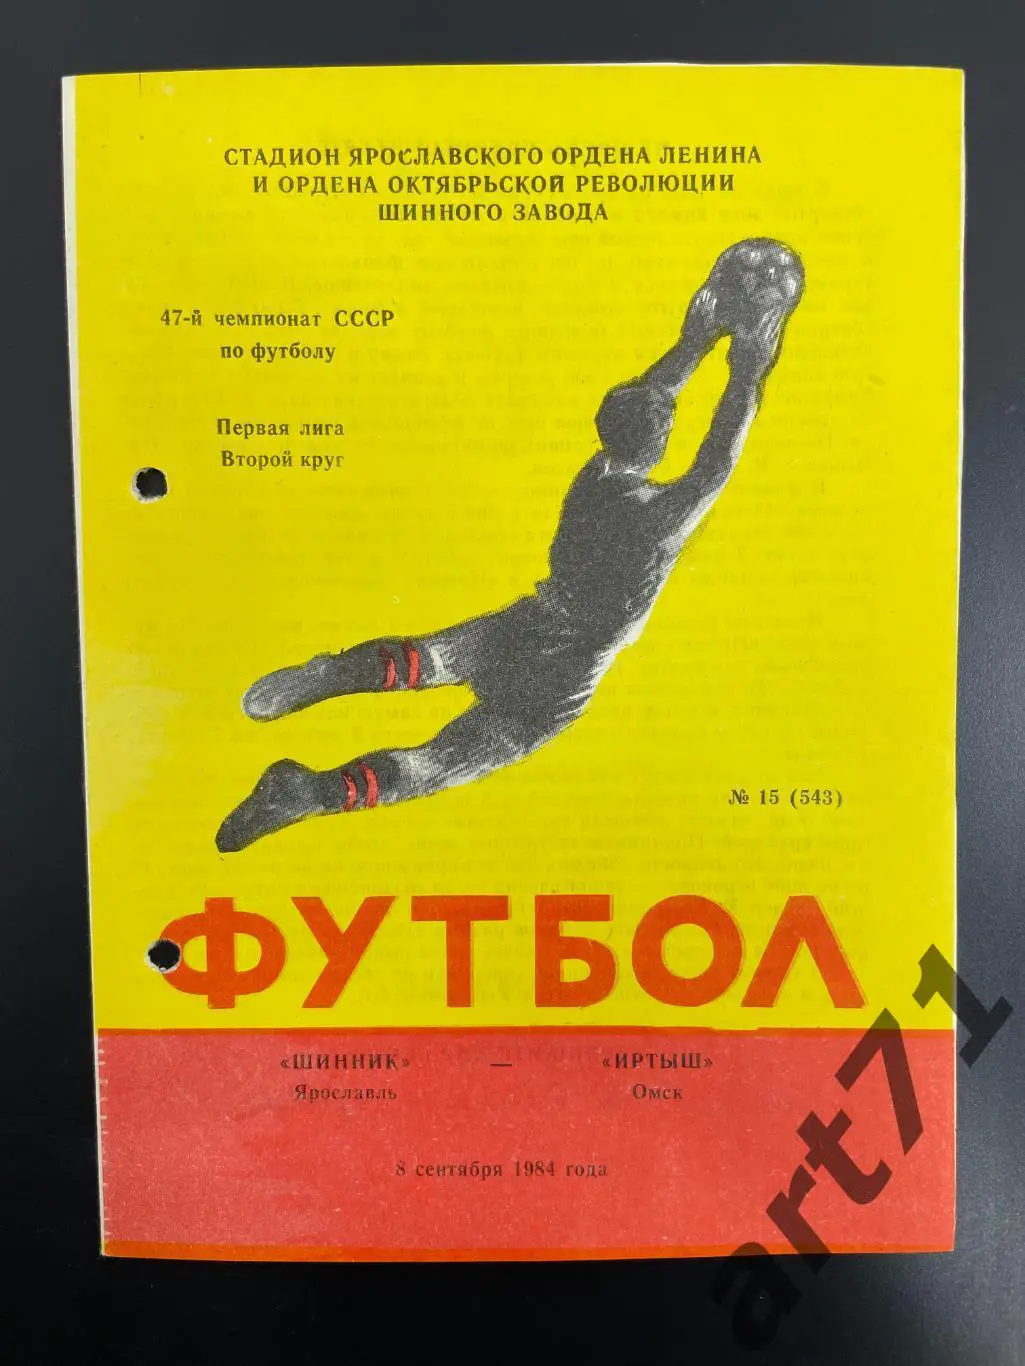 СТАДИОН ЯРОСЛАВСКОГО ОРДЕНА ЛЕНИНА
И ОРДЕНА ОКТЯБРЬСКОЙ РЕВОЛЮЦИИ
ШИННОГО ЗАВОДА
47-й чемпионат СССР
по футболу
Первая лига
Второй круг
№ 15 (543)
ФУТБОЛ
«ШИННИК» — «ИРТЫШ»
Ярославль Омск
8 сентября 1984 года
art71